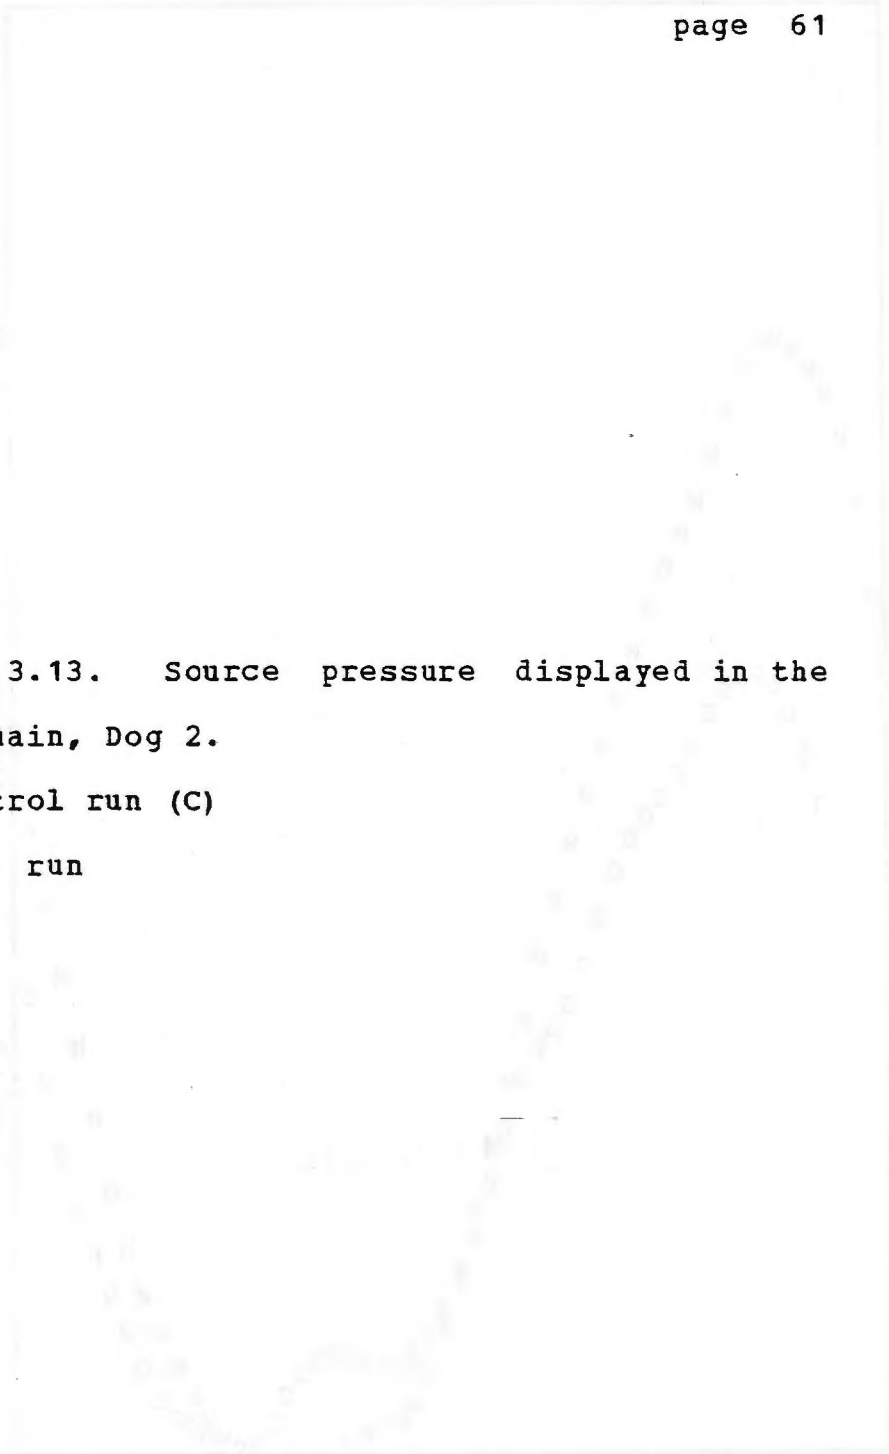 page 61
3.13. Source pressure displayed in the
ain, Dog 2.
rol run (C)
run